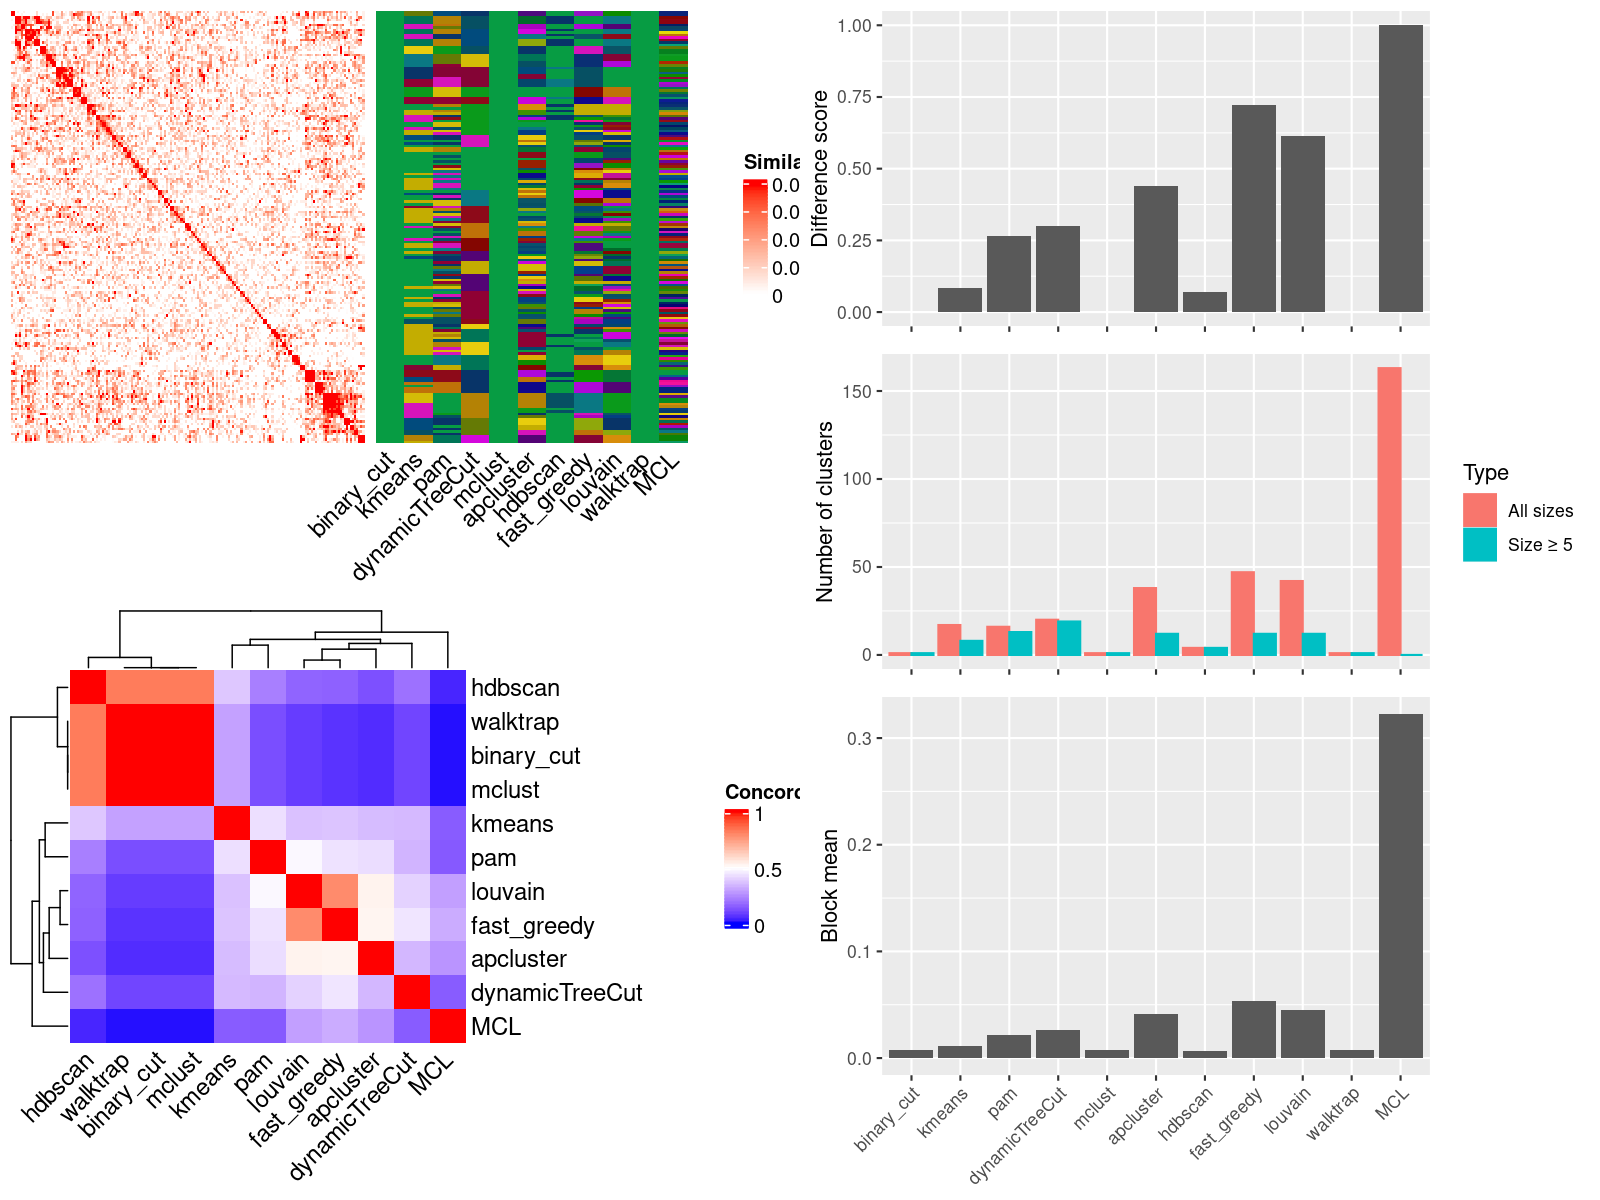 Simila
0.0
0.0
0.0
0.0
0
binary_cut
kmeans
pam
dynamicTreeCut
mclust
apcluster
hdbscan
fast_greedy
louvain
walktrap
MCL
hdbscan
walktrap
binary_cut
mclust
kmeans
pam
louvain
fast_greedy
apcluster
dynamicTreeCut
MCL
hdbscan
walktrap
binary_cut
mclust
kmeans
pam
louvain
fast_greedy
apcluster
dynamicTreeCut
MCL
Concord
1
0.5
0
Difference score
1.00
0.75
0.50
0.25
0.00
Number of clusters
150
100
50
0
Type
All sizes
Size ≥ 5
Block mean
0.3
0.2
0.1
0.0
binary_cut
kmeans
pam
dynamicTreeCut
mclust
apcluster
hdbscan
fast_greedy
louvain
walktrap
MCL